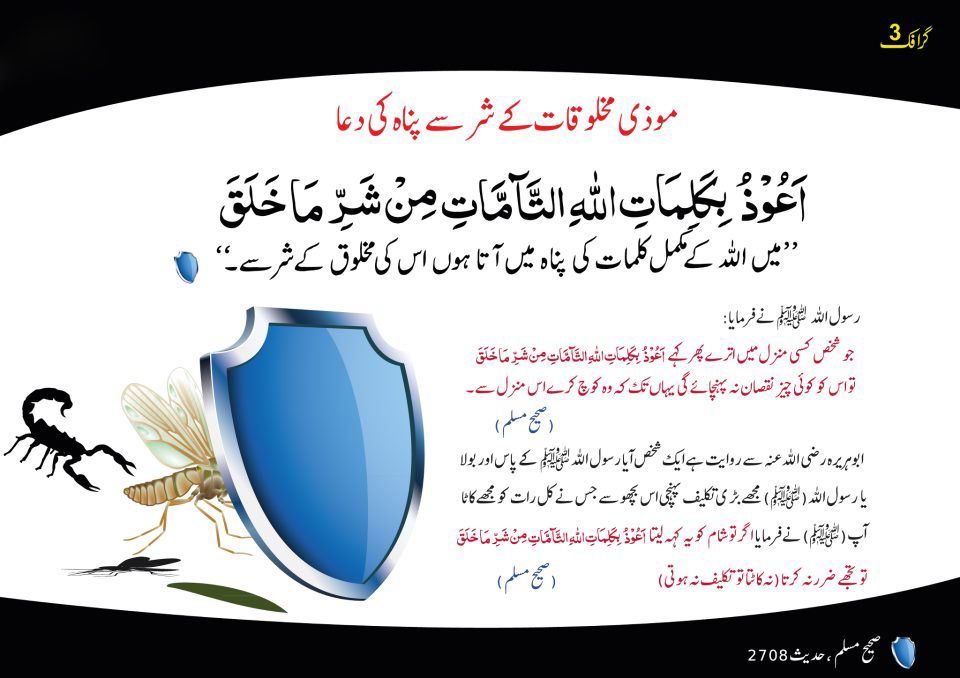 گرافک 3
موذی مخلوقات کے شر سے پناہ کی دعا
اَعُوْذُ بِكَلِمَاتِ اللهِ التَّآمَّاتِ مِنْ شَرِّ مَا خَلَقَ
’’میں اللہ کے مکمل کلمات کی پناہ میں آتا ہوں اس کی مخلوق کے شر سے۔‘‘
رسول اللہ ﷺ نے فرمایا:
جو شخص کسی منزل میں اترے پھر کہے اَعُوْذُ بِكَلِمَاتِ اللهِ التَّآمَّاتِ مِنْ شَرِّ مَا خَلَقَ
تو اس کو کوئی چیز نقصان نہ پہنچائے گی یہاں تک کہ وہ کوچ کرے اس منزل سے۔
(صحیح مسلم)
ابوہریرہ رضی اللہ عنہ سے روایت ہے ایک شخص آیا رسول اللہ ﷺ کے پاس اور بولا
یا رسول اللہ (ﷺ) مجھے بڑی تکلیف پہنچی اس بچھو سے جس نے کل رات کو مجھے کاٹا
آپ (ﷺ) نے فرمایا اگر تو شام کو یہ کہہ لیتا اَعُوْذُ بِكَلِمَاتِ اللهِ التَّآمَّاتِ مِنْ شَرِّ مَا خَلَقَ
تو تجھے ضرر نہ کرتا (نہ کاٹتا تو تکلیف نہ ہوتی) (صحیح مسلم)
صحیح مسلم، حدیث 2708